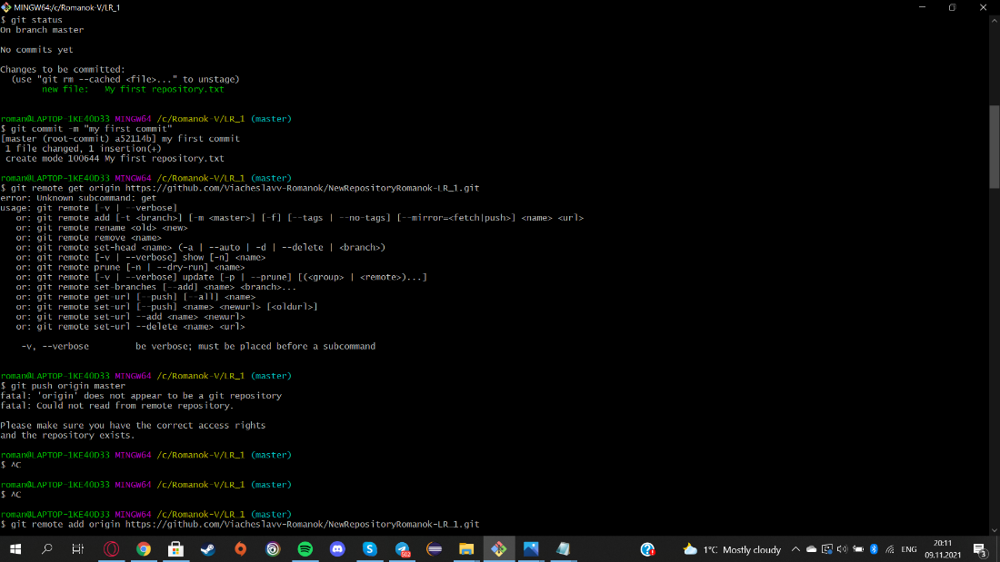 MINGW64:/c/Romanok-V/LR_1
$ git status
On branch master
No commits yet
Changes to be committed:
(use "git rm --cached <file>..." to unstage)
new file:   My first repository.txt
roman@LAPTOP-1KE40D33 MINGW64 /c/Romanok-V/LR_1 (master)
$ git commit -m "my first commit"
[master (root-commit) a52114b] my first commit
1 file changed, 1 insertion(+)
create mode 100644 My first repository.txt
roman@LAPTOP-1KE40D33 MINGW64 /c/Romanok-V/LR_1 (master)
$ git remote get origin https://github.com/Viacheslavv-Romanok/NewRepositoryRomanok-LR_1.git
error: Unknown subcommand: get
usage: git remote [-v | --verbose]
or: git remote add [-t <branch>] [-m <master>] [-f] [--tags | --no-tags] [--mirror=<fetch|push>] <name> <url>
or: git remote rename <old> <new>
or: git remote remove <name>
or: git remote set-head <name> (-a | --auto | -d | --delete | <branch>)
or: git remote [-v | --verbose] show [-n] <name>
or: git remote prune [-n | --dry-run] <name>
or: git remote [-v | --verbose] update [-p | --prune] [(<group> | <remote>)...]
or: git remote set-branches [--add] <name> <branch>...
or: git remote get-url [--push] [--all] <name>
or: git remote set-url [--push] <name> <newurl> [<oldurl>]
or: git remote set-url --add <name> <newurl>
or: git remote set-url --delete <name> <url>
-v, --verbose         be verbose; must be placed before a subcommand
roman@LAPTOP-1KE40D33 MINGW64 /c/Romanok-V/LR_1 (master)
$ git push origin master
fatal: 'origin' does not appear to be a git repository
fatal: Could not read from remote repository.
Please make sure you have the correct access rights
and the repository exists.
roman@LAPTOP-1KE40D33 MINGW64 /c/Romanok-V/LR_1 (master)
$ ^C
roman@LAPTOP-1KE40D33 MINGW64 /c/Romanok-V/LR_1 (master)
$ ^C
roman@LAPTOP-1KE40D33 MINGW64 /c/Romanok-V/LR_1 (master)
$ git remote add origin https://github.com/Viacheslavv-Romanok/NewRepositoryRomanok-LR_1.git
502
1°C Mostly cloudy
ENG
20:11
09.11.2021
3